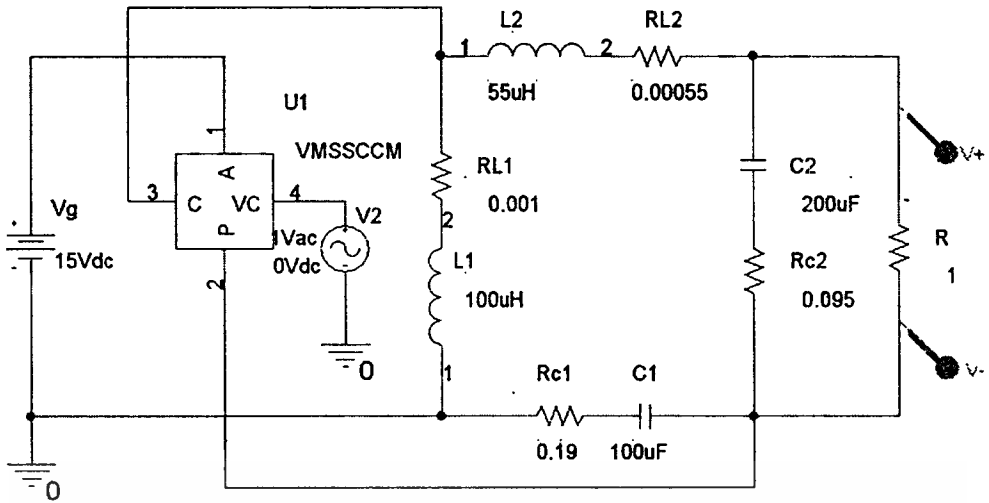 L2
RL2
1
2
55uH
0.00055
U1
1
VMSSCCM
A
3
C
VC
4
P
2
Vg
+
-
15Vdc
V2
1Vac
0Vdc
+
-
0
RL1
0.001
2
L1
100uH
1
C2
200uF
Rc2
0.095
R
1
V+
V-
Rc1
C1
0.19
100uF
0